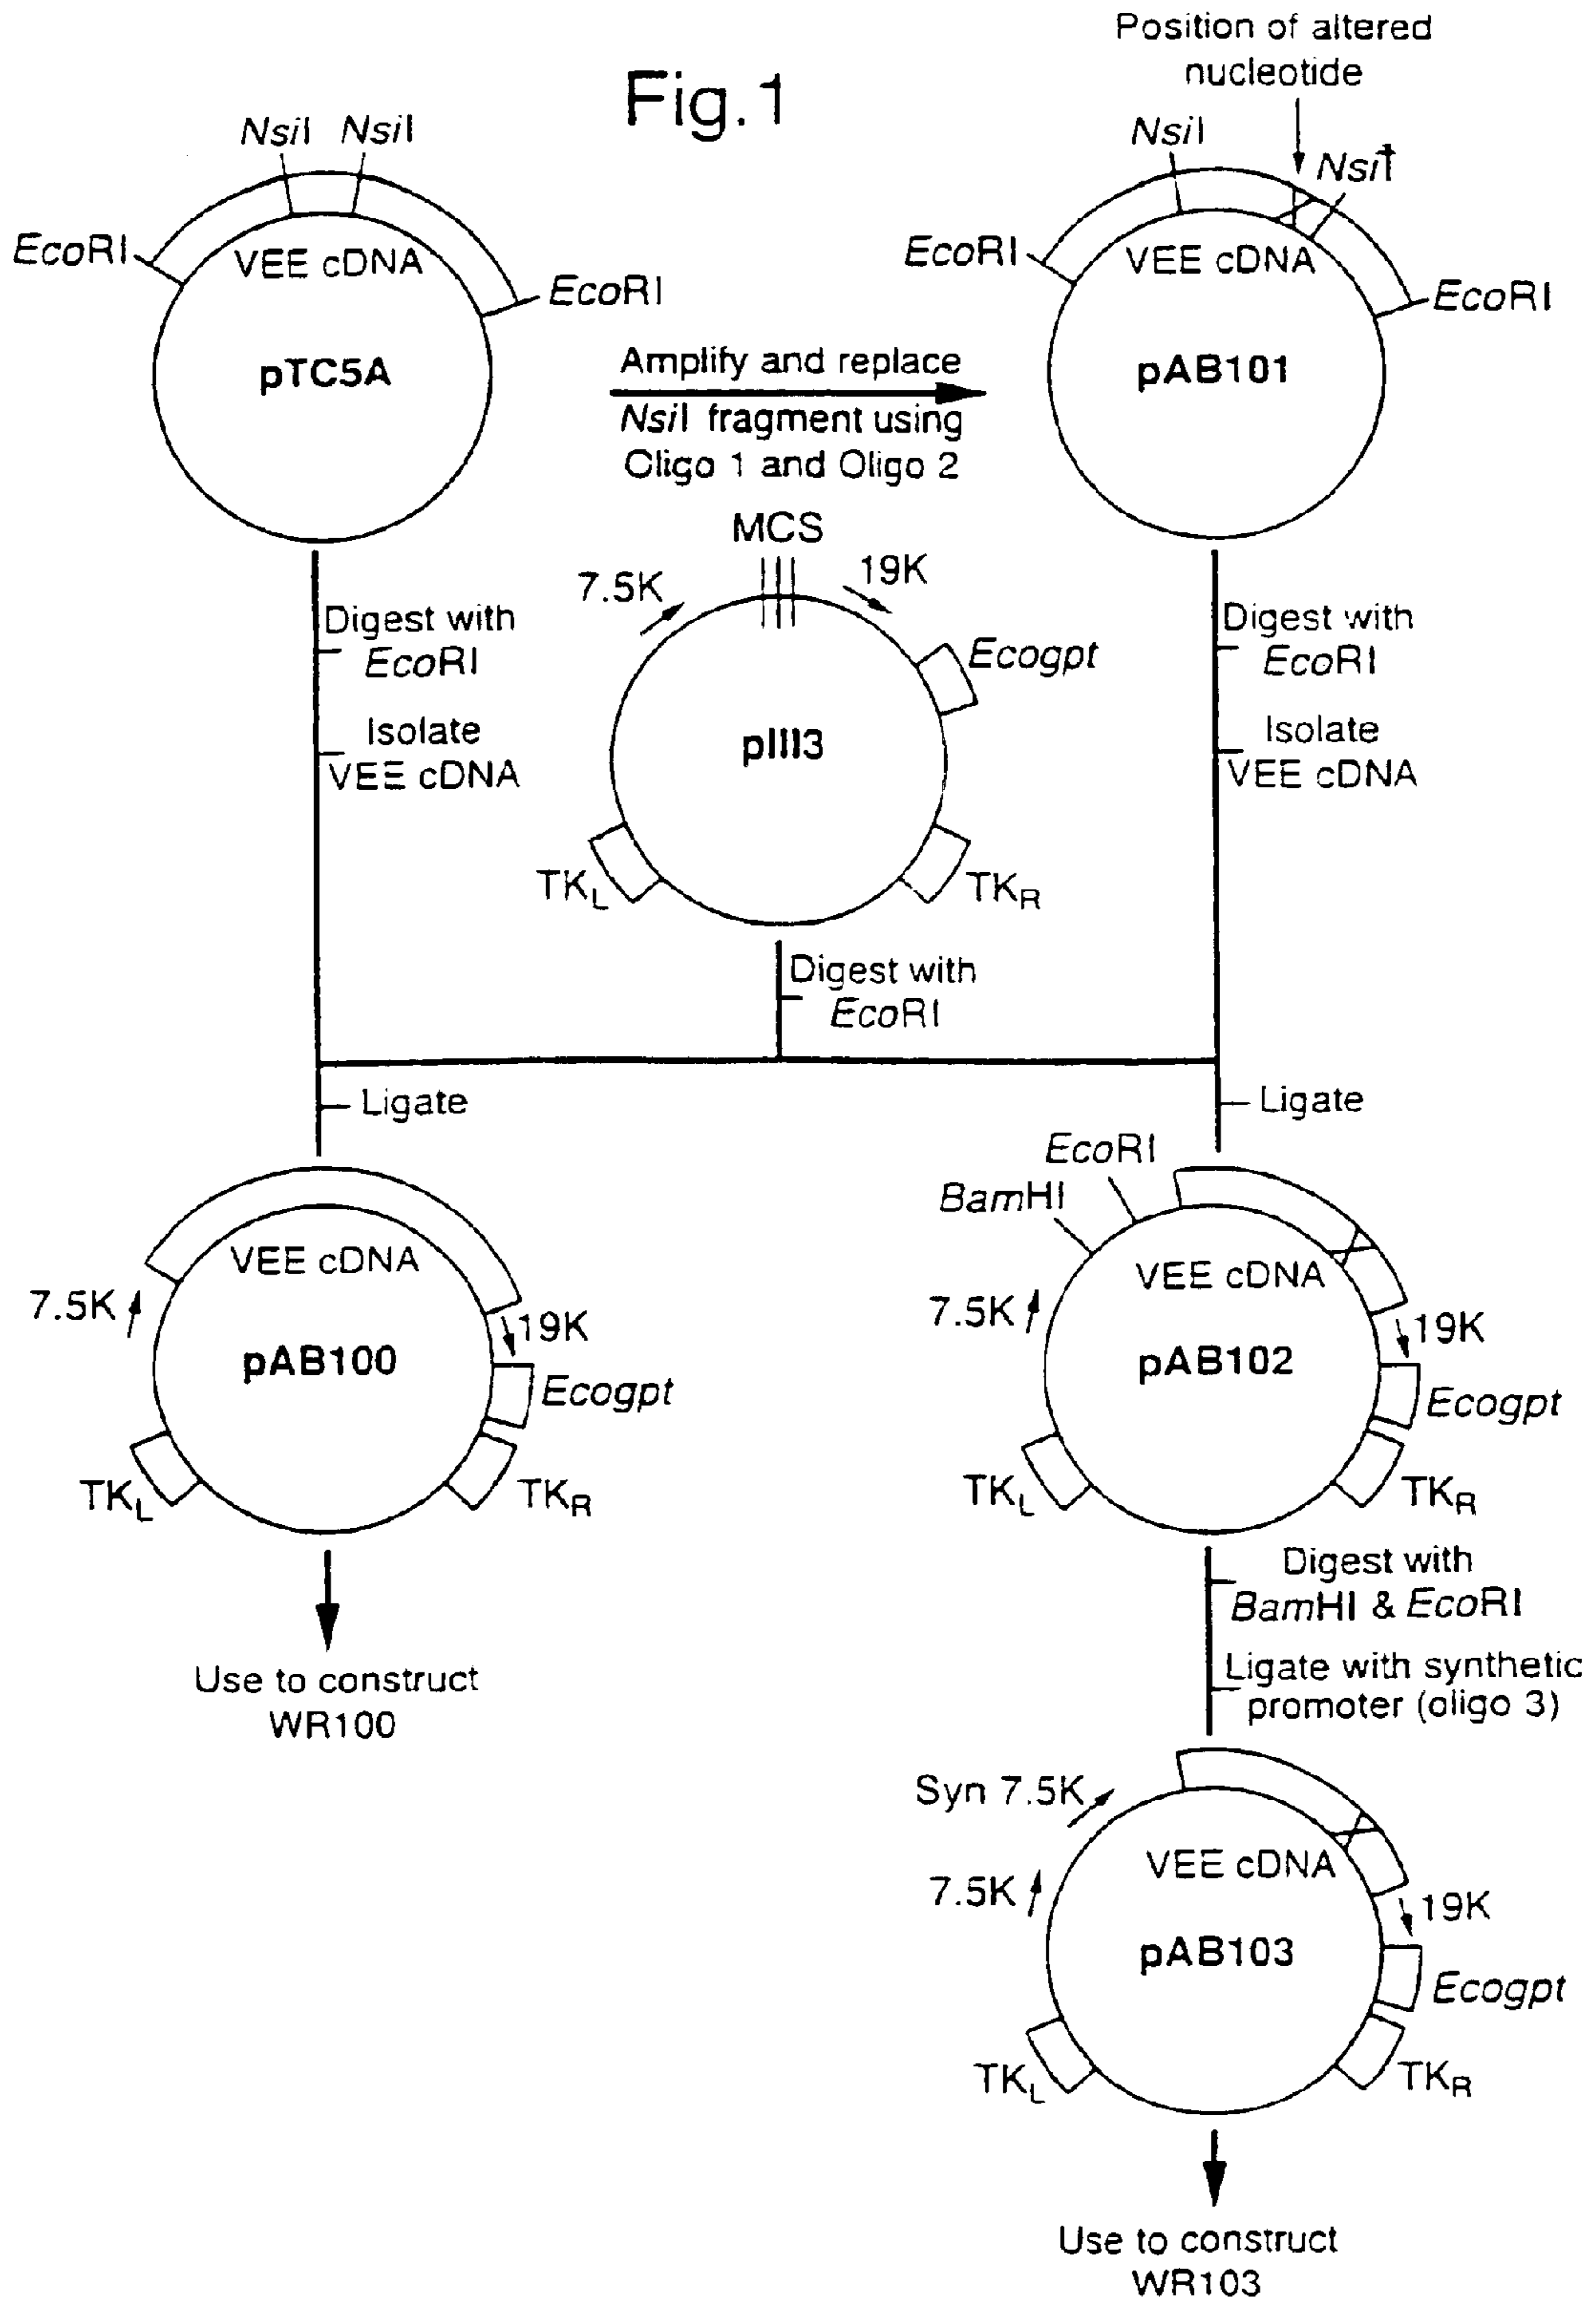 Fig.1
Position of altered
nucleotide
NsiI NsiI
EcoRI
VEE cDNA
EcoRI
pTC5A
Amplify and replace
NsiI fragment using
Oligo 1 and Oligo 2
NsiI
NsiI
EcoRI
VEE cDNA
EcoRI
pAB101
Digest with
EcoRI
Isolate
VEE cDNA
MCS
7.5K
19K
Ecogpt
pIII3
TKL
TKR
Digest with
EcoRI
Digest with
EcoRI
Isolate
VEE cDNA
Ligate
Ligate
VEE cDNA
7.5K
19K
pAB100
Ecogpt
TKL
TKR
Use to construct
WR100
EcoRI
BamHI
VEE cDNA
7.5K
19K
pAB102
Ecogpt
TKL
TKR
Digest with
BamHI & EcoRI
Ligate with synthetic
promoter (oligo 3)
Syn 7.5K
VEE cDNA
7.5K
19K
pAB103
Ecogpt
TKL
TKR
Use to construct
WR103